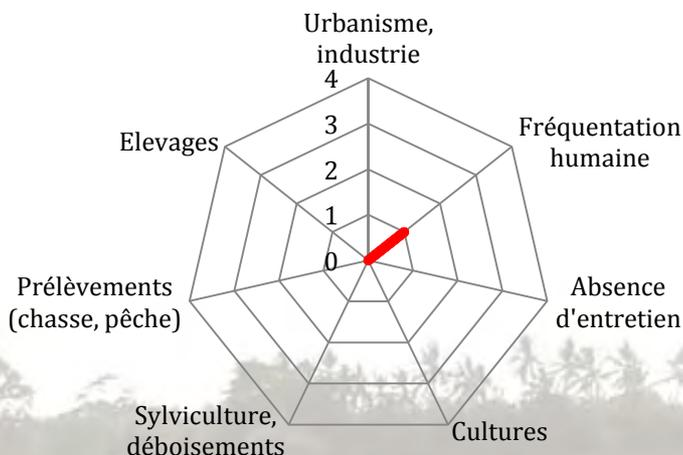 Urbanisme,
industrie
4
3
2
1
0
Fréquentation
humaine
Absence
d'entretien
Cultures
Sylviculture,
déboisements
Prélèvements
(chasse, pêche)
Elevages